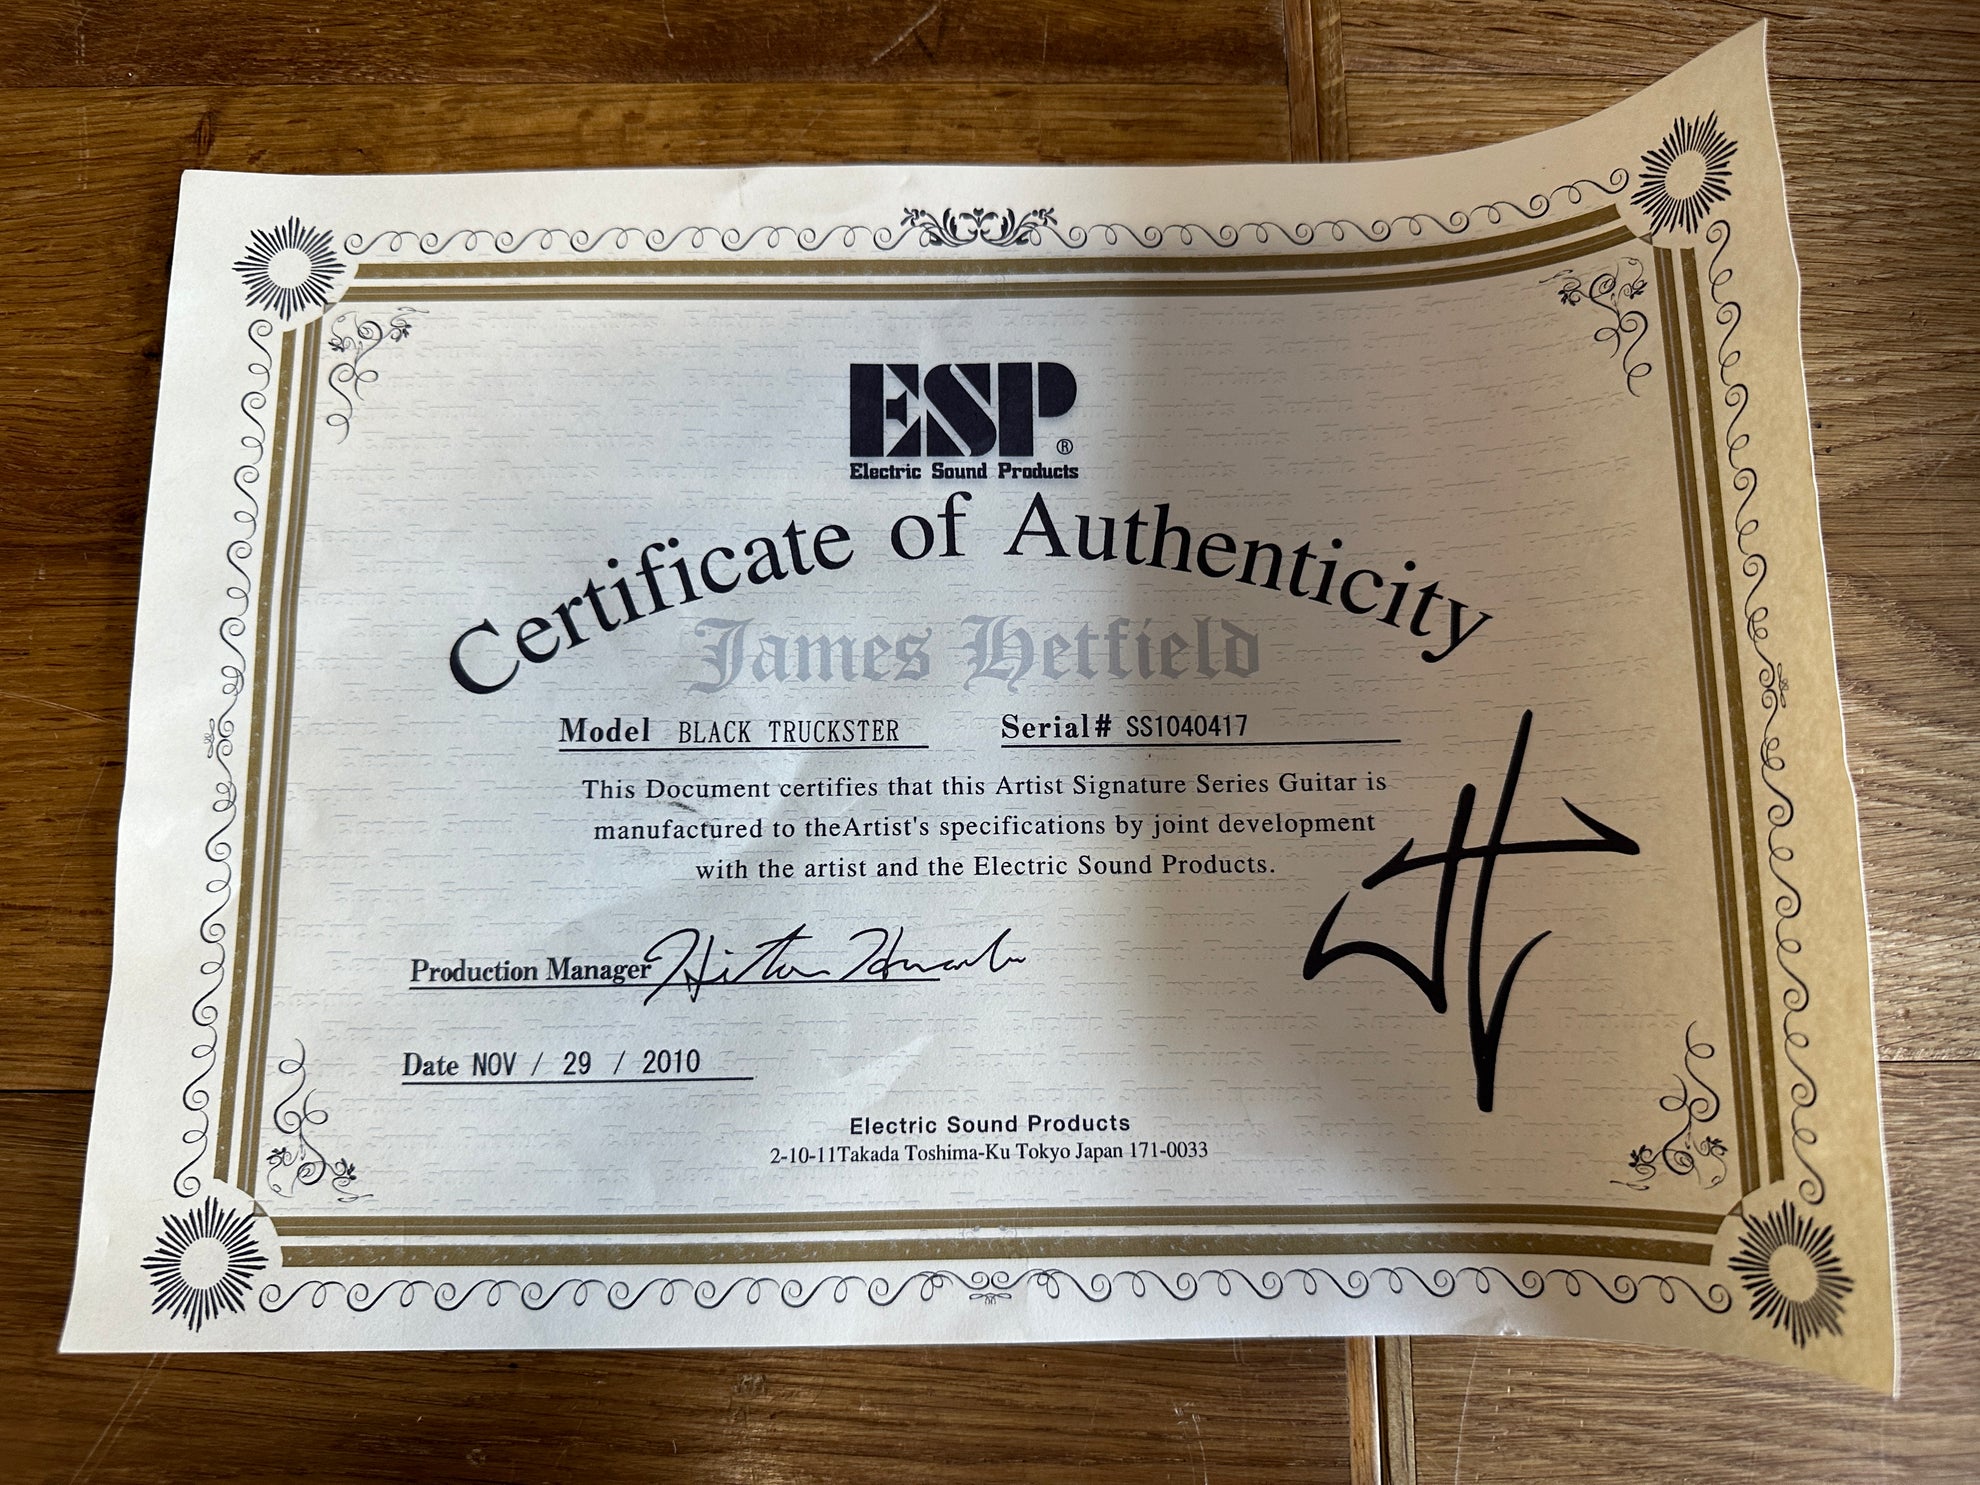 ESP®
Electric Sound Products
Certificate of Authenticity
James Hetfield
Model BLACK TRUCKSTER Serial# SS1040417
This Document certifies that this Artist Signature Series Guitar is
manufactured to theArtist's specifications by joint development
with the artist and the Electric Sound Products.
Production Manager
Date NOV / 29 / 2010
Electric Sound Products
2-10-11Takada Toshima-Ku Tokyo Japan 171-0033